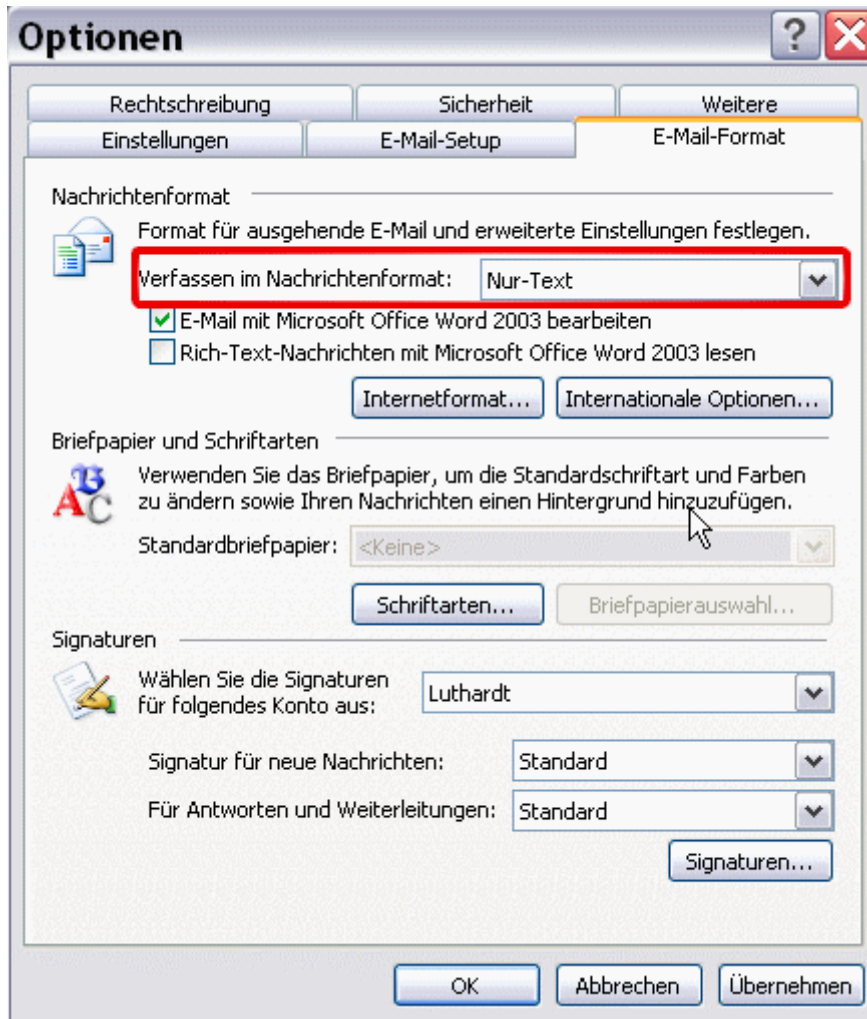 Optionen
Rechtschreibung Sicherheit Weitere
Einstellungen E-Mail-Setup E-Mail-Format
Nachrichtenformat
Format für ausgehende E-Mail und erweiterte Einstellungen festlegen.
Verfassen im Nachrichtenformat: Nur-Text
E-Mail mit Microsoft Office Word 2003 bearbeiten
Rich-Text-Nachrichten mit Microsoft Office Word 2003 lesen
Internetformat... Internationale Optionen...
Briefpapier und Schriftarten
Verwenden Sie das Briefpapier, um die Standardschriftart und Farben
zu ändern sowie Ihren Nachrichten einen Hintergrund hinzuzufügen.
Standardbriefpapier: <Keine>
Schriftarten... Briefpapierauswahl...
Signaturen
Wählen Sie die Signaturen
für folgendes Konto aus: Luthardt
Signatur für neue Nachrichten: Standard
Für Antworten und Weiterleitungen: Standard
Signaturen...
OK Abbrechen Übernehmen